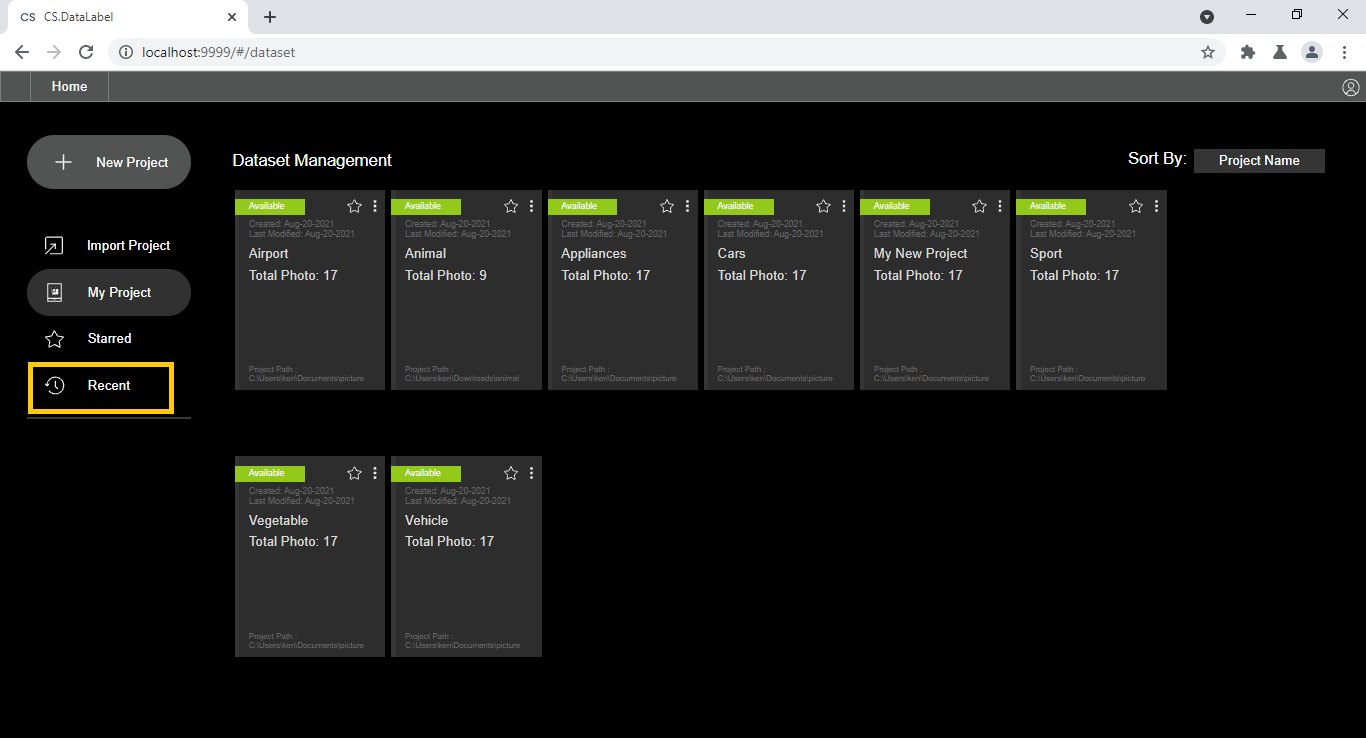 CS CS.DataLabel
localhost:9999/#/dataset
Home
New Project
Import Project
My Project
Starred
Recent
Dataset Management
Sort By: Project Name
Available
Created: Aug-20-2021
Last Modified: Aug-20-2021
Airport
Total Photo: 17
Project Path :
C:\Users\ken\Documents\picture
Available
Created: Aug-20-2021
Last Modified: Aug-20-2021
Animal
Total Photo: 9
Project Path :
C:\Users\ken\Downloads\animal
Available
Created: Aug-20-2021
Last Modified: Aug-20-2021
Appliances
Total Photo: 17
Project Path :
C:\Users\ken\Documents\picture
Available
Created: Aug-20-2021
Last Modified: Aug-20-2021
Cars
Total Photo: 17
Project Path :
C:\Users\ken\Documents\picture
Available
Created: Aug-20-2021
Last Modified: Aug-20-2021
My New Project
Total Photo: 17
Project Path :
C:\Users\ken\Documents\picture
Available
Created: Aug-20-2021
Last Modified: Aug-20-2021
Sport
Total Photo: 17
Project Path :
C:\Users\ken\Documents\picture
Available
Created: Aug-20-2021
Last Modified: Aug-20-2021
Vegetable
Total Photo: 17
Project Path :
C:\Users\ken\Documents\picture
Available
Created: Aug-20-2021
Last Modified: Aug-20-2021
Vehicle
Total Photo: 17
Project Path :
C:\Users\ken\Documents\picture